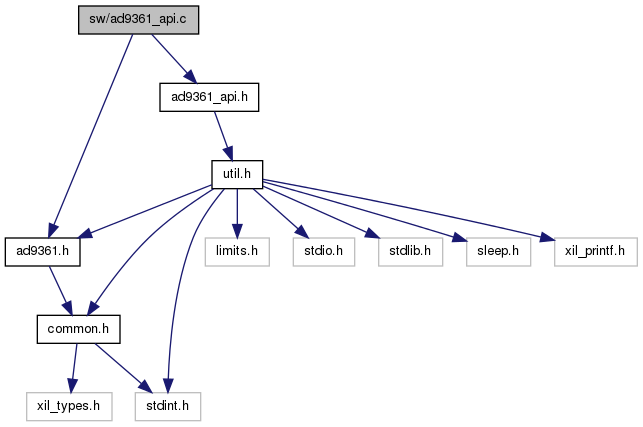 sw/ad9361_api.c
ad9361_api.h
util.h
ad9361.h
limits.h
stdio.h
stdlib.h
sleep.h
xil_printf.h
common.h
xil_types.h
stdint.h